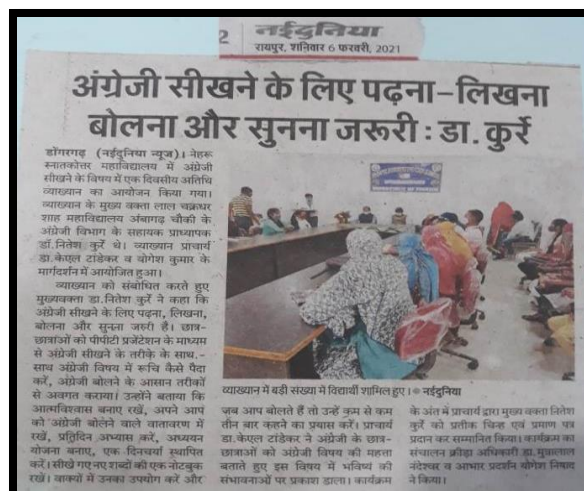 2
नईदुनिया
रायपुर, शनिवार 6 फरवरी, 2021
अंग्रेजी सीखने के लिए पढ़ना-लिखना
बोलना और सुनना जरूरी : डा. कुर्रे
डोंगरगढ़ (नईदुनिया न्यूज)। नेहरू
स्नातकोत्तर महाविद्यालय में अंग्रेजी
सीखने के विषय में एक दिवसीय अतिथि
व्याख्यान का आयोजन किया गया।
व्याख्यान के मुख्य वक्ता लाल चक्रधर
शाह महाविद्यालय अंबागढ़ चौकी के
अंग्रेजी विभाग के सहायक प्राध्यापक
डॉ.नितेश कुर्रे थे। व्याख्यान प्राचार्य
डा.केएल टांडेकर व योगेश कुमार के
मार्गदर्शन में आयोजित हुआ।
व्याख्यान को संबोधित करते हुए
मुख्यवक्ता डा.नितेश कुर्रे ने कहा कि
अंग्रेजी सीखने के लिए पढ़ना, लिखना,
बोलना और सुनना जरूरी है। छात्र-
छात्राओं को पीपीटी प्रजेंटेशन के माध्यम
से अंग्रेजी सीखने के तरीके के साथ-
साथ अंग्रेजी विषय में रूचि कैसे पैदा
करें, अंग्रेजी बोलने के आसान तरीकों
से अवगत कराया। उन्होंने बताया कि
आत्मविश्वास बनाए रखें, अपने आप
को अंग्रेजी बोलने वाले वातावरण में
रखें, प्रतिदिन अभ्यास करें, अध्ययन
योजना बनाए, एक दिनचर्या स्थापित
करें। सीखे गए नए शब्दों की एक नोटबुक
रखें। वाक्यों में उनका उपयोग करें और
व्याख्यान में बड़ी संख्या में विद्यार्थी शामिल हुए। ● नईदुनिया
जब आप बोलते हैं तो उन्हें कम से कम
तीन बार कहने का प्रयास करें। प्राचार्य
डा.केएल टांडेकर ने अंग्रेजी के छात्र-
छात्राओं को अंग्रेजी विषय की महत्ता
बताते हुए इस विषय में भविष्य की
संभावनाओं पर प्रकाश डाला। कार्यक्रम
के अंत में प्राचार्य द्वारा मुख्य वक्ता नितेश
कुर्रे को प्रतीक चिन्ह एवं प्रमाण पत्र
प्रदान कर सम्मानित किया। कार्यक्रम का
संचालन क्रीड़ा अधिकारी डा.मुन्नालाल
नंदेश्वर व आभार प्रदर्शन योगेश निषाद
ने किया।